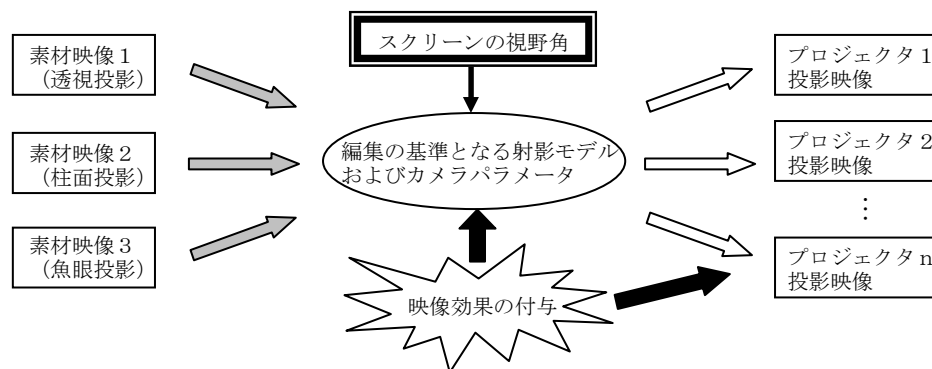 スクリーンの視野角
素材映像１
（透視投影）
素材映像２
（柱面投影）
素材映像３
（魚眼投影）
編集の基準となる射影モデル
およびカメラパラメータ
映像効果の付与
プロジェクタ１
投影映像
プロジェクタ２
投影映像
⋮
プロジェクタｎ
投影映像